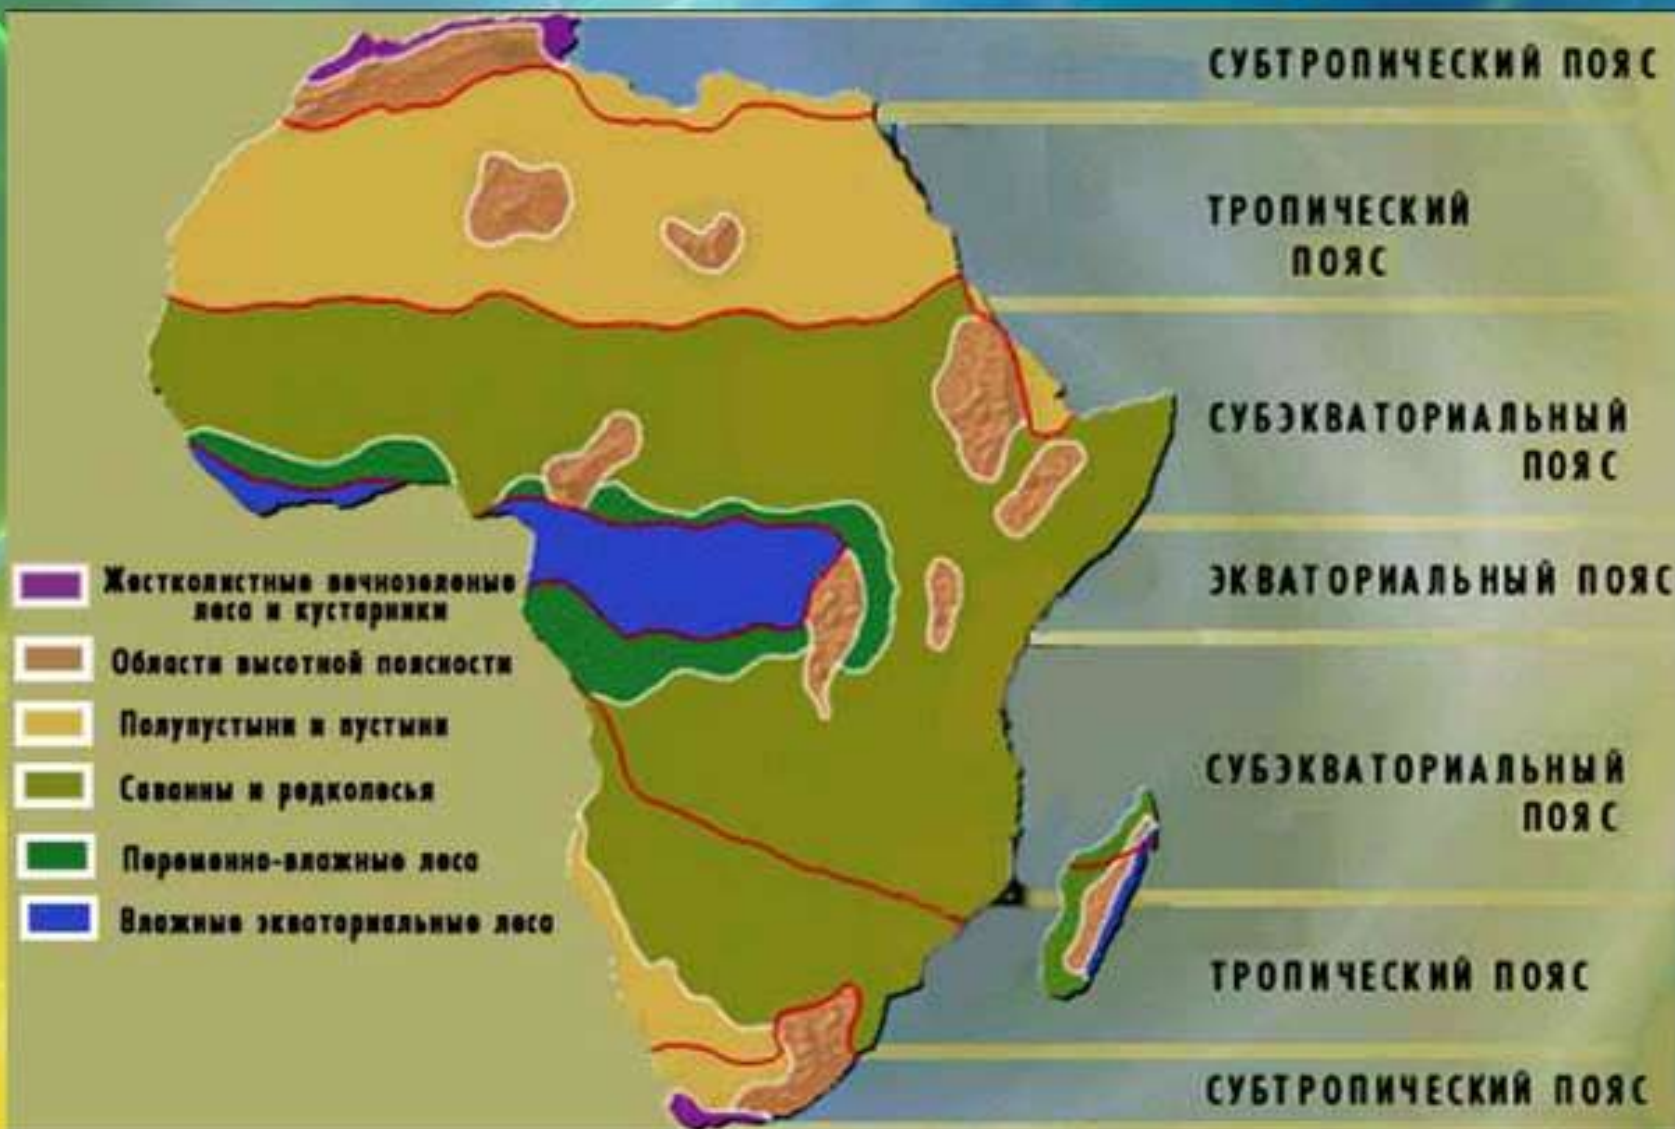 СУБТРОПИЧЕСКИЙ ПОЯС
ТРОПИЧЕСКИЙ
ПОЯС
СУБЭКВАТОРИАЛЬНЫЙ
ПОЯС
ЭКВАТОРИАЛЬНЫЙ ПОЯС
СУБЭКВАТОРИАЛЬНЫЙ
ПОЯС
ТРОПИЧЕСКИЙ ПОЯС
СУБТРОПИЧЕСКИЙ ПОЯС
Жестколистные вечнозеленые
леса и кустарники
Области высотной поясности
Полупустыни и пустыни
Саванны и редколесья
Переменно-влажные леса
Влажные экваториальные леса